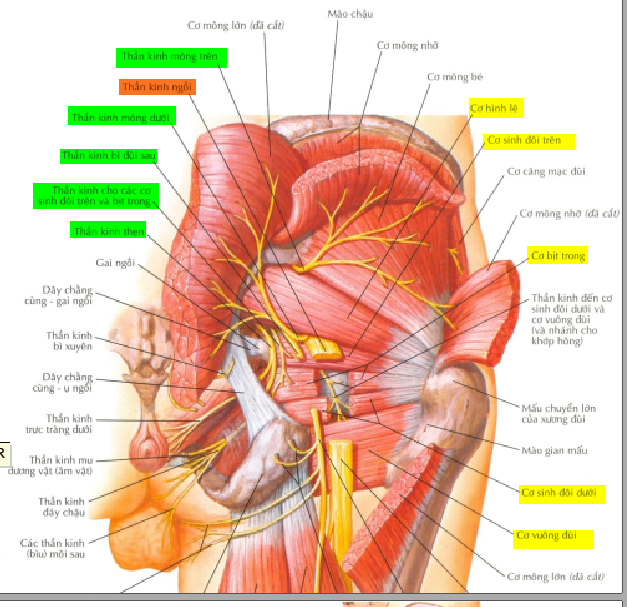 Mào chậu
Cơ mông lớn (đã cắt)
Cơ mông nhỡ
Thần kinh mông trên
Cơ mông bé
Thần kinh ngồi
Cơ hình lê
Thần kinh mông dưới
Cơ sinh đôi trên
Thần kinh bì đùi sau
Cơ căng mạc đùi
Thần kinh cho các cơ
sinh đôi trên và bịt trong
Cơ mông nhỡ (đã cắt)
Thần kinh thẹn
Cơ bịt trong
Gai ngồi
Dây chằng
cùng - gai ngồi
Thần kinh đến cơ
sinh đôi dưới và
cơ vuông đùi
(và nhánh cho
khớp hông)
Thần kinh
bì xuyên
Dây chằng
cùng - ụ ngồi
Mấu chuyển lớn
của xương đùi
Thần kinh
trực tràng dưới
Mào gian mấu
R
Thần kinh mu
dương vật (âm vật)
Cơ sinh đôi dưới
Thần kinh
đáy chậu
Cơ vuông đùi
Các thần kinh
(bìu) môi sau
Cơ mông lớn (đã cắt)